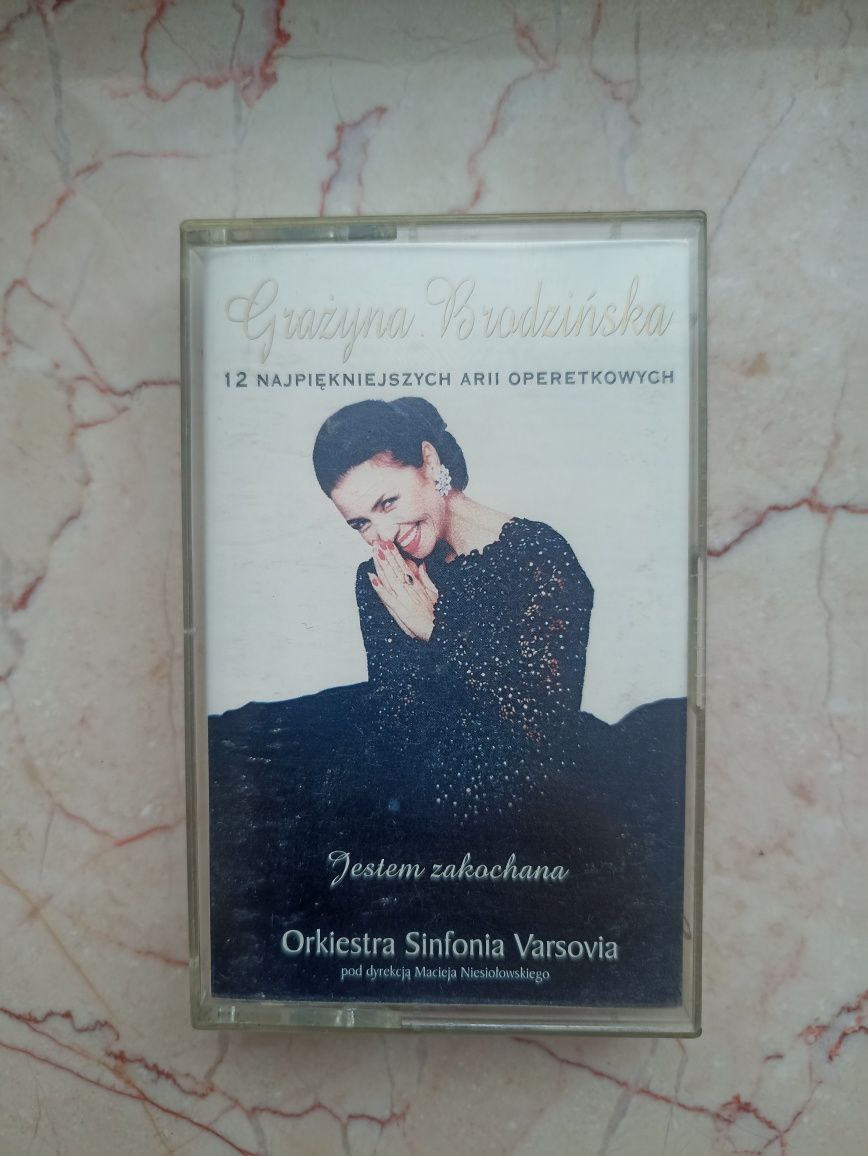 Grażyna Brodzińska
12 NAJPIĘKNIEJSZYCH ARII OPERETKOWYCH
Jestem zakochana
Orkiestra Sinfonia Varsovia
pod dyrekcją Macieja Niesiołowskiego